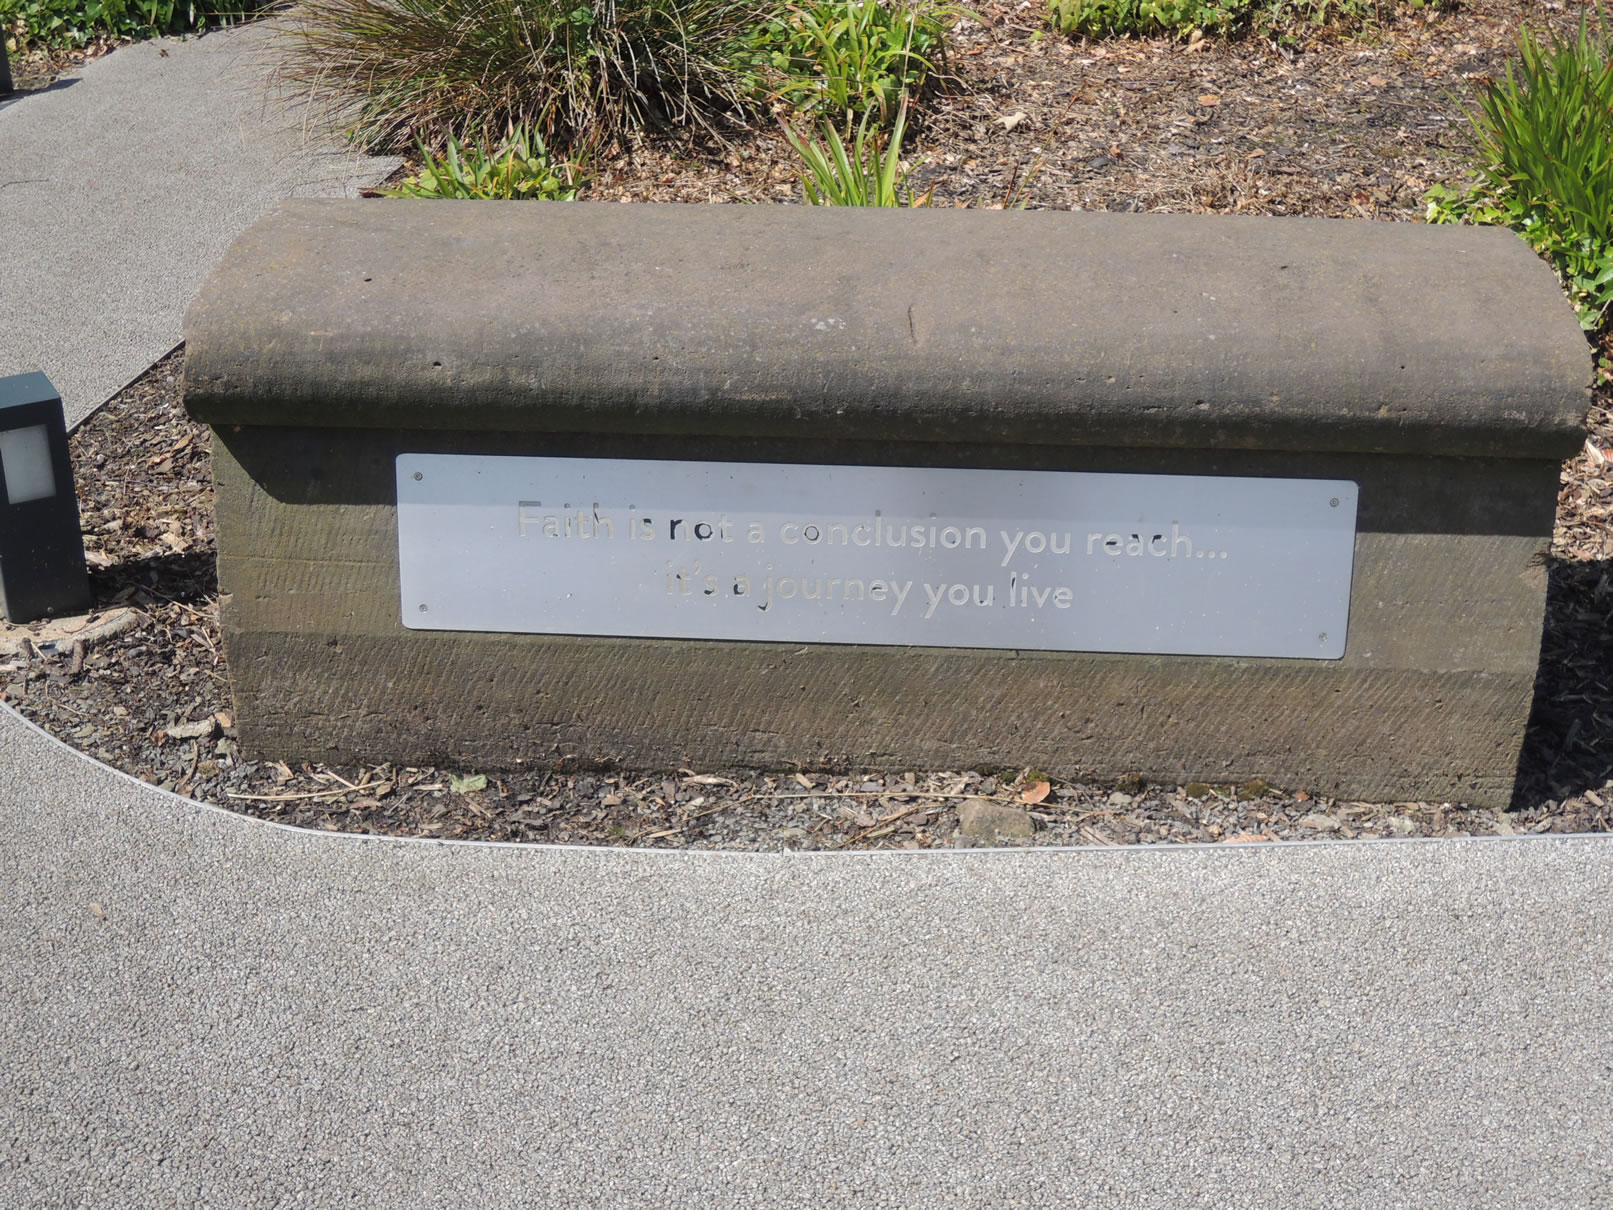 Faith is not a conclusion you reach...
it's a journey you live